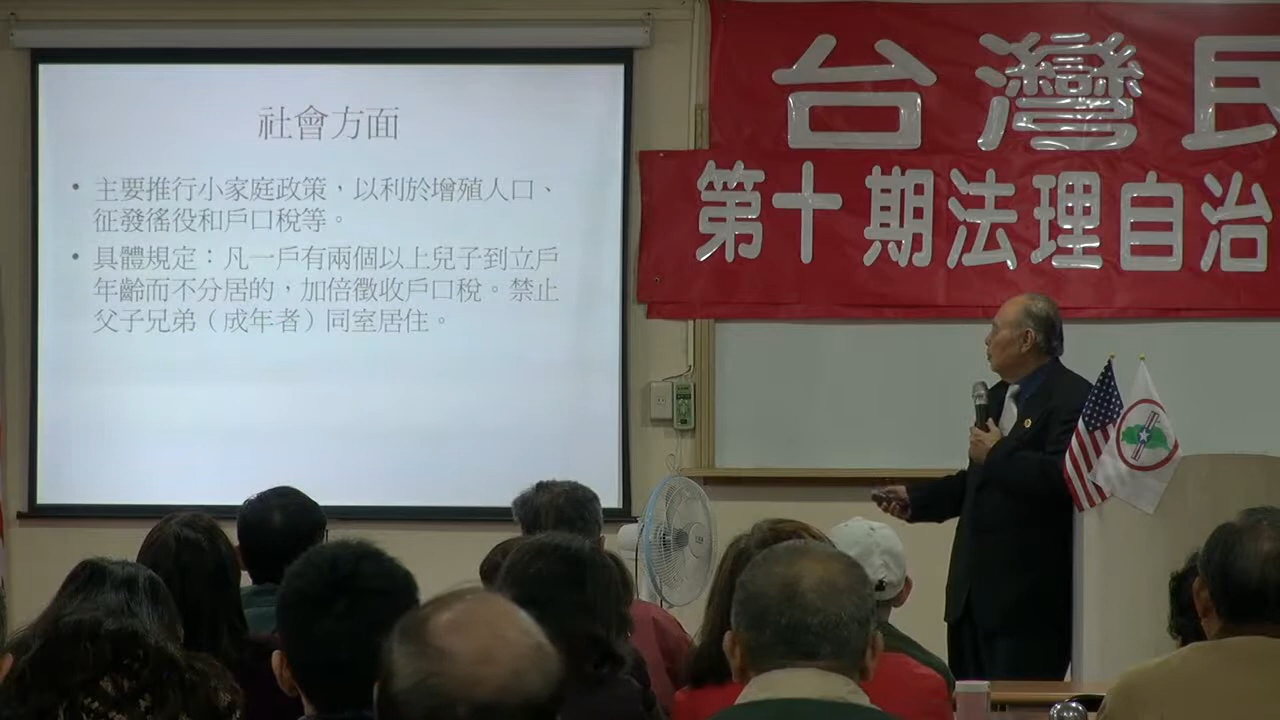 社會方面
• 主要推行小家庭政策，以利於增殖人口、
征發徭役和戶口稅等。
• 具體規定：凡一戶有兩個以上兒子到立戶
年齡而不分居的，加倍徵收戶口稅。禁止
父子兄弟（成年者）同室居住。
台灣民
第十期法理自治